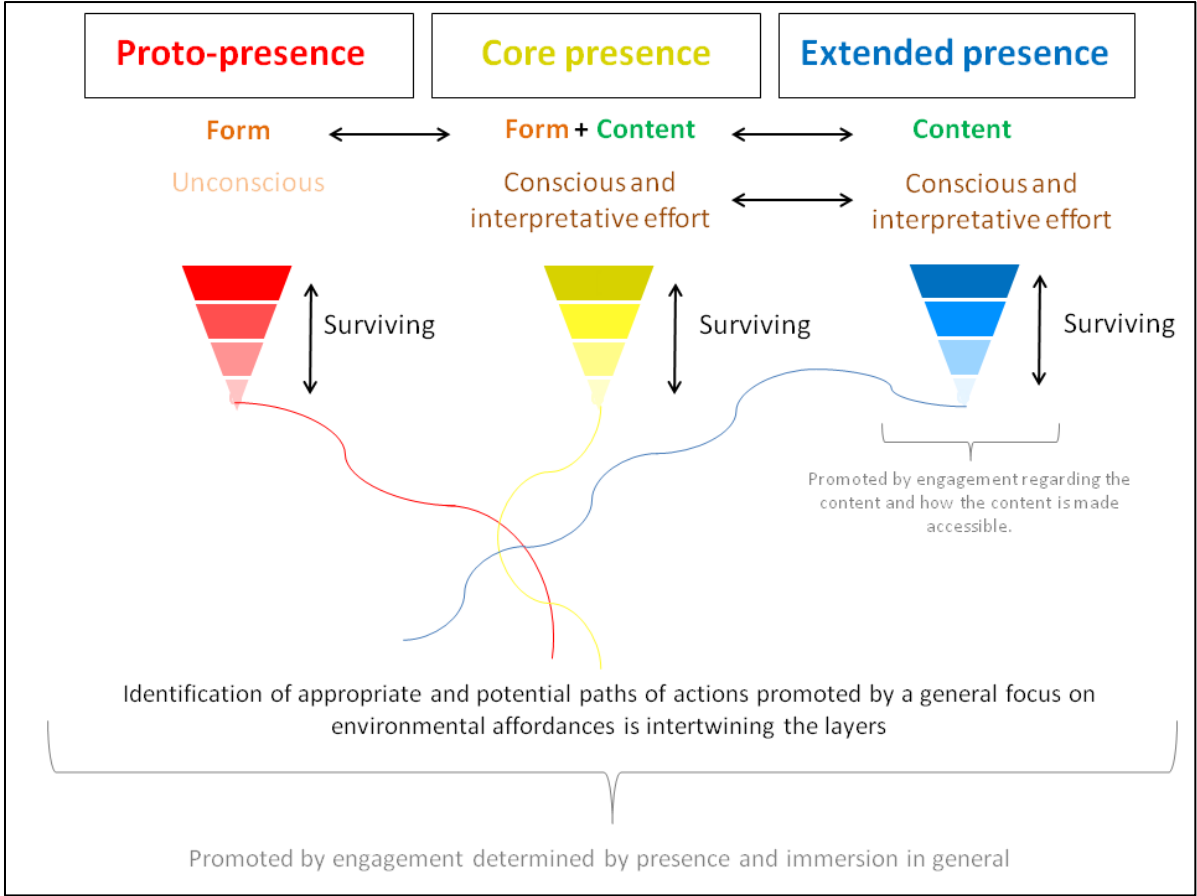 Proto-presence
Core presence
Extended presence
Form
Form + Content
Content
Unconscious
Conscious and
interpretative effort
Conscious and
interpretative effort
Surviving
Surviving
Surviving
Promoted by engagement regarding the
content and how the content is made
accessible.
Identification of appropriate and potential paths of actions promoted by a general focus on
environmental affordances is intertwining the layers
Promoted by engagement determined by presence and immersion in general